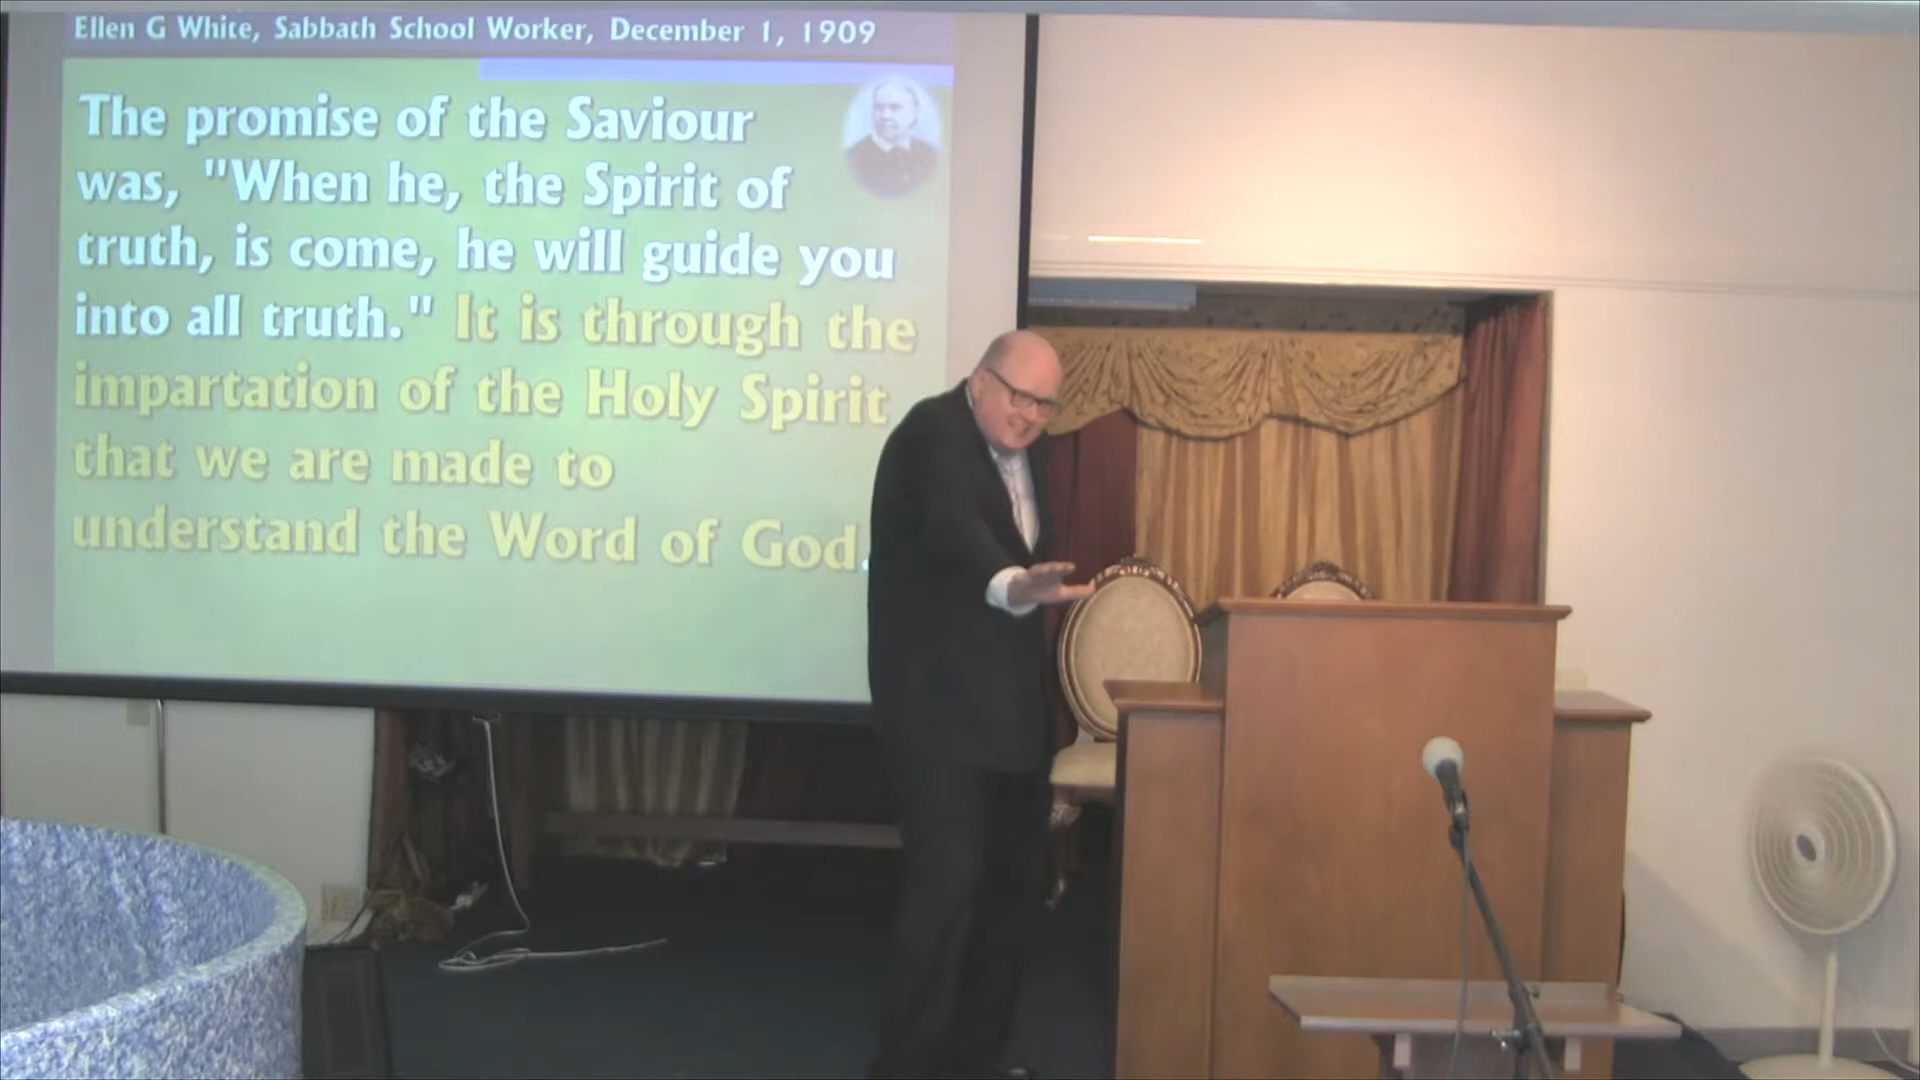 Ellen G White, Sabbath School Worker, December 1, 1909
The promise of the Saviour
was, "When he, the Spirit of
truth, is come, he will guide you
into all truth." It is through the
impartation of the Holy Spirit
that we are made to
understand the Word of God.